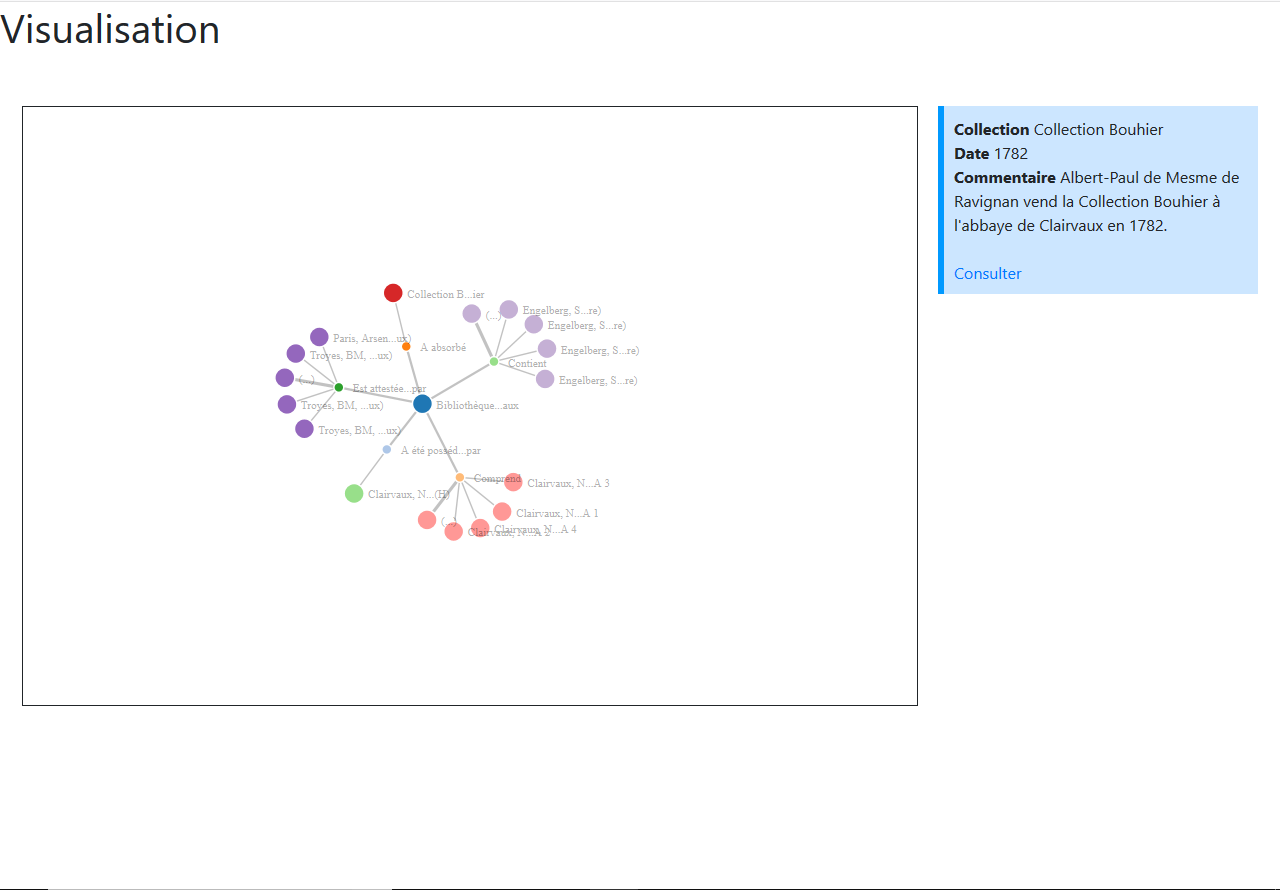 Visualisation
Collection Collection Bouhier
Date 1782
Commentaire Albert-Paul de Mesme de
Ravignan vend la Collection Bouhier à
l'abbaye de Clairvaux en 1782.
Consulter
Collection B...ier
(...)
Engelberg, S...re)
Engelberg, S...re)
Paris, Arsen...ux)
A absorbé
Troyes, BM, ...ux)
Engelberg, S...re)
Contient
(...)
Est attestée...par
Engelberg, S...re)
Troyes, BM, ...ux)
Bibliothèque...aux
Troyes, BM, ...ux)
A été posséd...par
Comprend
Clairvaux, N...A 3
Clairvaux, N...(H)
Clairvaux, N...A 1
(...)
Clairvaux, N...A 4
Clairvaux, N...A 2